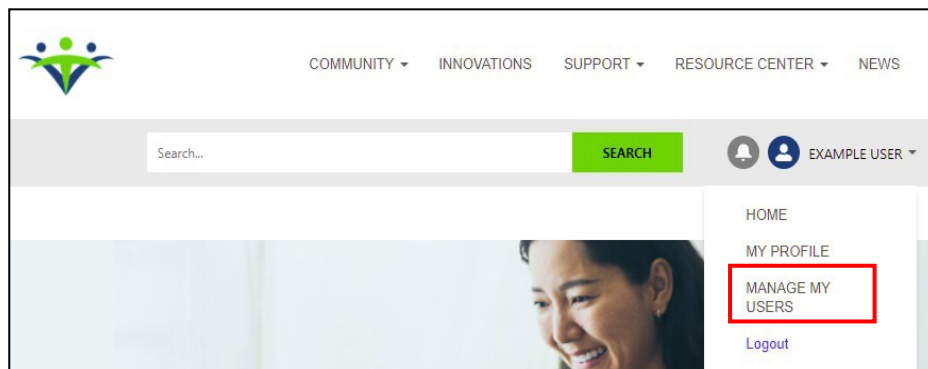 COMMUNITY INNOVATIONS SUPPORT RESOURCE CENTER NEWS
Search... SEARCH EXAMPLE USER
HOME
MY PROFILE
MANAGE MY
USERS
Logout